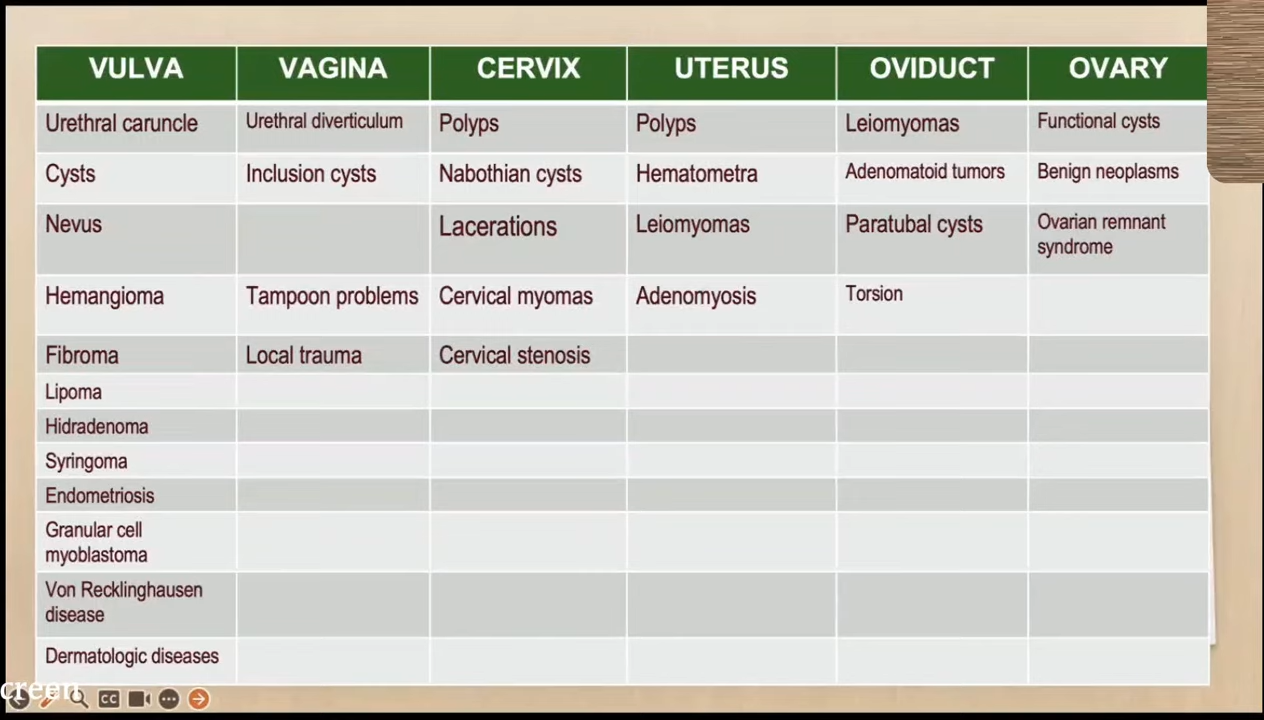 VULVA VAGINA CERVIX UTERUS OVIDUCT OVARY
Urethral caruncle Urethral diverticulum Polyps Polyps Leiomyomas Functional cysts
Cysts Inclusion cysts Nabothian cysts Hematometra Adenomatoid tumors Benign neoplasms
Nevus Lacerations Leiomyomas Paratubal cysts Ovarian remnant
syndrome
Hemangioma Tampoon problems Cervical myomas Adenomyosis Torsion
Fibroma Local trauma Cervical stenosis
Lipoma
Hidradenoma
Syringoma
Endometriosis
Granular cell
myoblastoma
Von Recklinghausen
disease
Dermatologic diseases
creen
CC